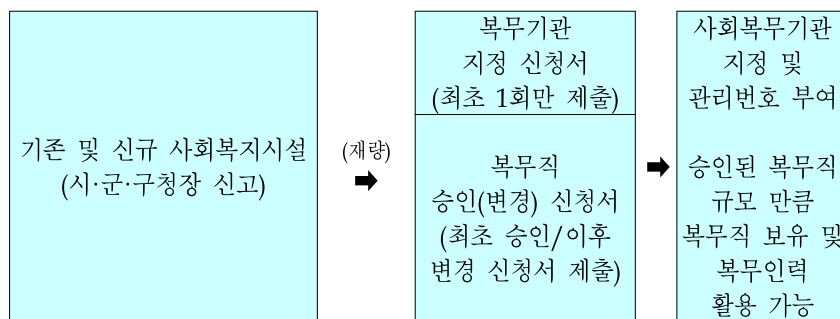 기존 및 신규 사회복지시설
(시·군·구청장 신고)
(재량)
➡
복무기관
지정 신청서
(최초 1회만 제출)
복무직
승인(변경) 신청서
(최초 승인/이후
변경 신청서 제출)
➡
사회복무기관
지정 및
관리번호 부여
승인된 복무직
규모 만큼
복무직 보유 및
복무인력
활용 가능